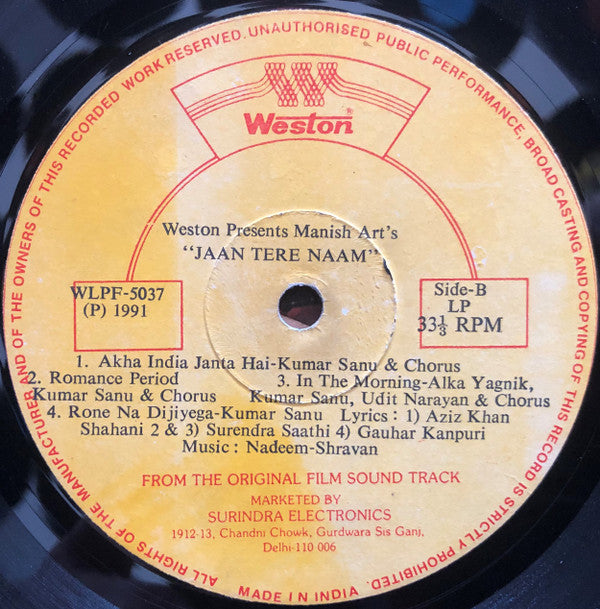 ALL RIGHTS OF THE MANUFACTURER AND OF THE OWNERS OF THIS RECORDED WORK RESERVED. UNAUTHORISED PUBLIC PERFORMANCE, BROAD CASTING AND COPYING OF THIS RECORD IS STRICTLY PROHIBITED.
Weston®
Weston Presents Manish Art's
“JAAN TERE NAAM”
WLPF-5037
(P) 1991
Side-B
LP
33⅓ RPM
1. Akha India Janta Hai-Kumar Sanu & Chorus
2. Romance Period 3. In The Morning-Alka Yagnik,
Kumar Sanu & Chorus Kumar Sanu, Udit Narayan & Chorus
4. Rone Na Dijiyega-Kumar Sanu Lyrics : 1) Aziz Khan
Shahani 2 & 3) Surendra Saathi 4) Gauhar Kanpuri
Music : Nadeem-Shravan
FROM THE ORIGINAL FILM SOUND TRACK
MARKETED BY
SURINDRA ELECTRONICS
1912-13, Chandni Chowk, Gurdwara Sis Ganj,
Delhi-110 006
MADE IN INDIA